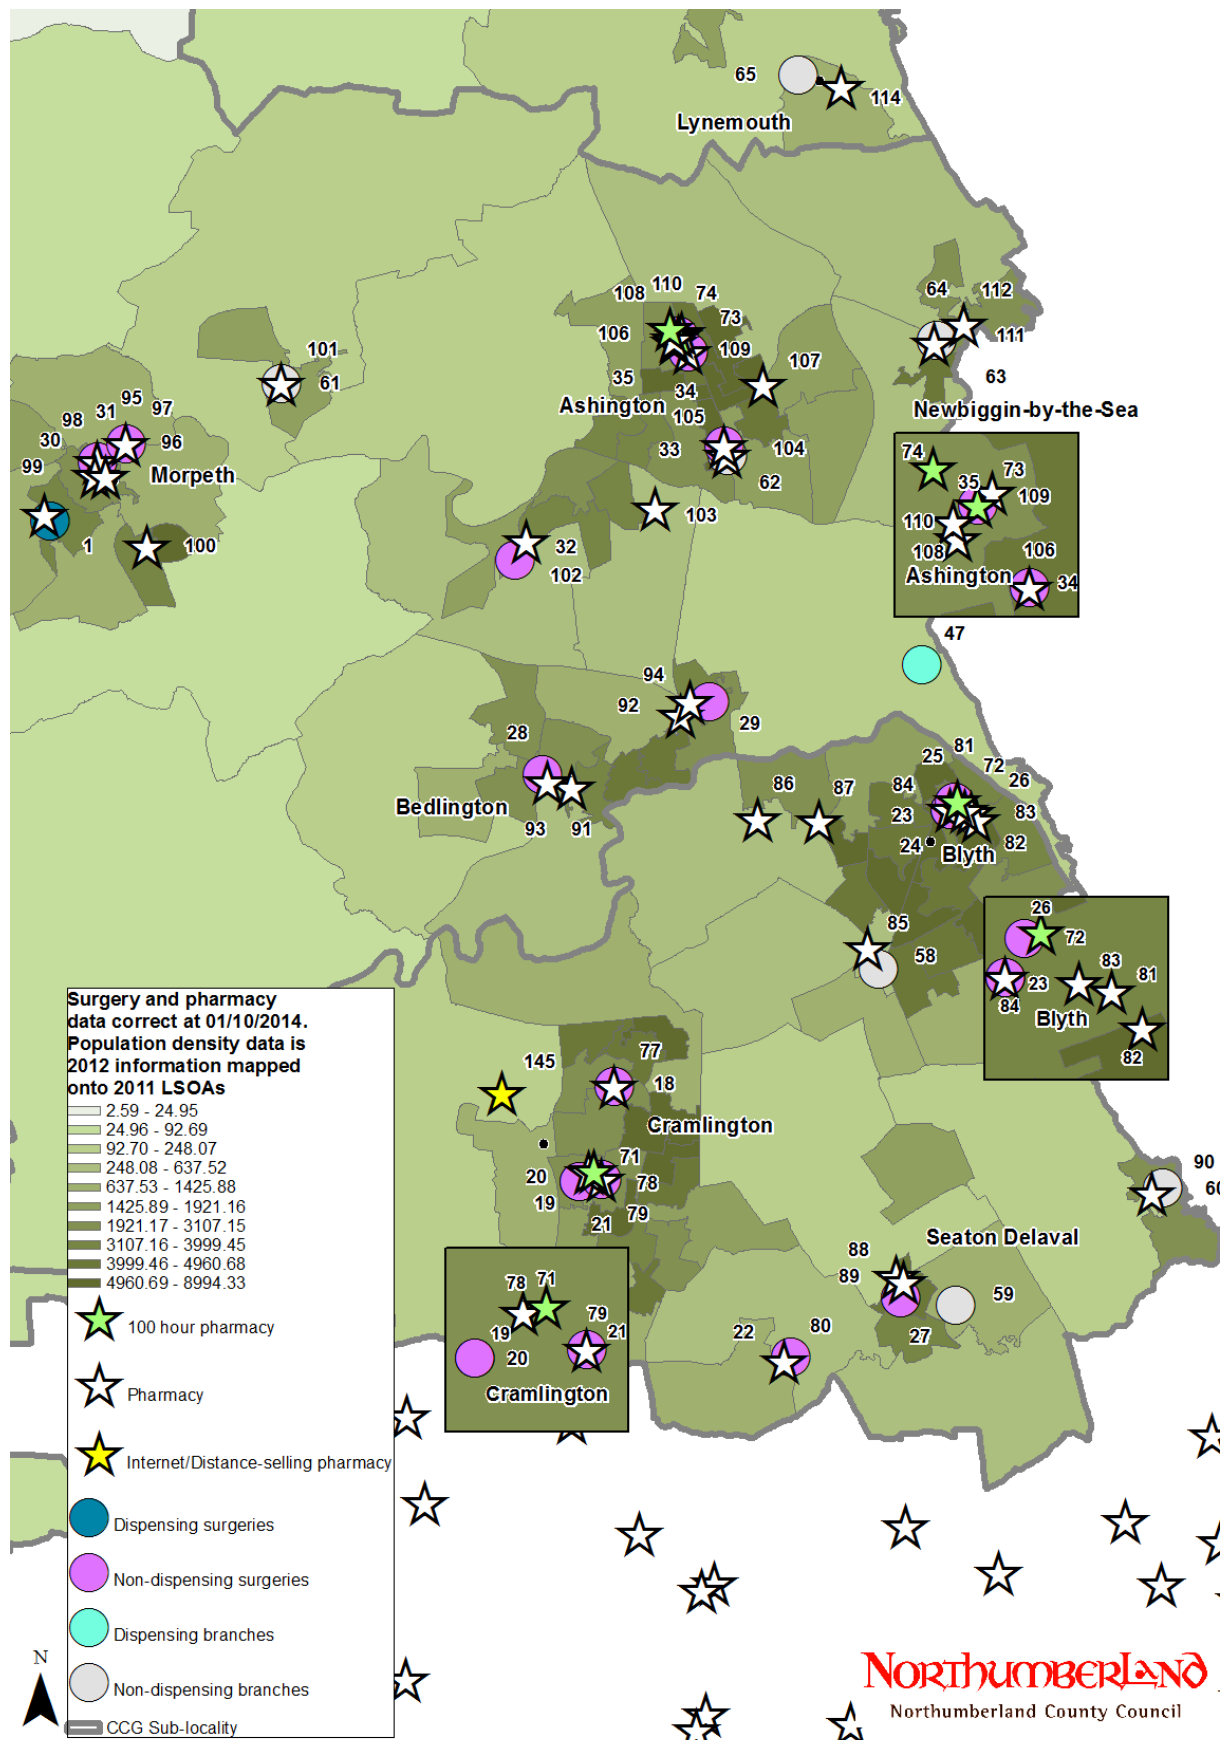 65
114
Lynemouth
110
108
74
64
112
106
73
111
109
107
101
61
35
34
63
Ashington
105
Newbiggin-by-the-Sea
95
98
31
97
30
96
33
104
99
Morpeth
62
74
73
35
109
110
103
108
106
Ashington
34
1
100
32
102
47
94
92
29
28
81
25
72
86
87
84
26
23
83
Bedlington
93
91
24
82
Blyth
85
58
26
72
83
81
23
84
Blyth
82
Surgery and pharmacy
data correct at 01/10/2014.
Population density data is
2012 information mapped
onto 2011 LSOAs
2.59 - 24.95
24.96 - 92.69
92.70 - 248.07
248.08 - 637.52
637.53 - 1425.88
1425.89 - 1921.16
1921.17 - 3107.15
3107.16 - 3999.45
3999.46 - 4960.68
4960.69 - 8994.33
100 hour pharmacy
Pharmacy
Internet/Distance-selling pharmacy
Dispensing surgeries
Non-dispensing surgeries
Dispensing branches
Non-dispensing branches
CCG Sub-locality
N
145
77
18
Cramlington
71
20
78
19
21
79
90
60
Seaton Delaval
88
89
59
27
22
80
78
71
79
19
21
20
Cramlington
NORTHUMBERLAND
Northumberland County Council